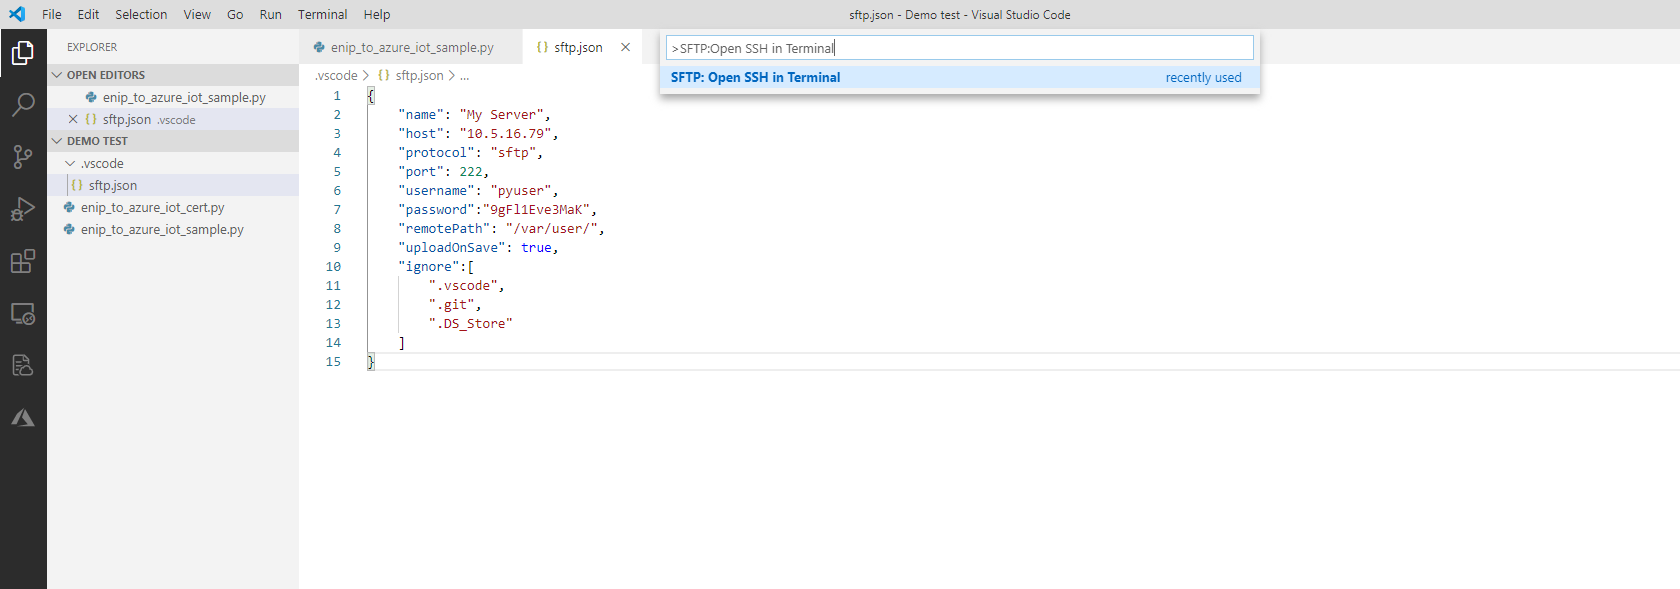 File Edit Selection View Go Run Terminal Help
sftp.json - Demo test - Visual Studio Code
EXPLORER
OPEN EDITORS
enip_to_azure_iot_sample.py
sftp.json .vscode
DEMO TEST
.vscode
sftp.json
enip_to_azure_iot_cert.py
enip_to_azure_iot_sample.py
enip_to_azure_iot_sample.py
sftp.json
>SFTP:Open SSH in Terminal
SFTP: Open SSH in Terminal recently used
.vscode > {} sftp.json > ...
1 {
2 "name": "My Server",
3 "host": "10.5.16.79",
4 "protocol": "sftp",
5 "port": 222,
6 "username": "pyuser",
7 "password":"9gFl1Eve3MaK",
8 "remotePath": "/var/user/",
9 "uploadOnSave": true,
10 "ignore":[
11 ".vscode",
12 ".git",
13 ".DS_Store"
14 ]
15 }